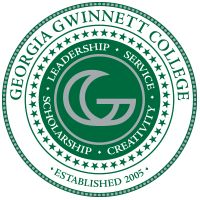 GEORGIA GWINNETT COLLEGE
LEADERSHIP • SERVICE •
SCHOLARSHIP • CREATIVITY
G
• ESTABLISHED 2005 •